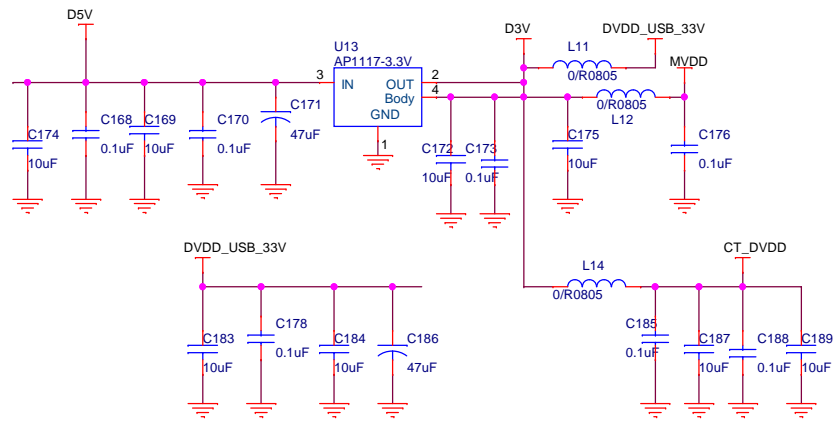 D5V
D3V
DVDD_USB_33V
U13
AP1117-3.3V
L11
MVDD
3
IN
OUT
2
0/R0805
Body
4
GND
1
0/R0805
L12
C174
10uF
C168
0.1uF
C169
10uF
C170
0.1uF
C171
47uF
C172
10uF
C173
0.1uF
C175
10uF
C176
0.1uF
DVDD_USB_33V
CT_DVDD
L14
0/R0805
C183
10uF
C178
0.1uF
C184
10uF
C186
47uF
C185
0.1uF
C187
10uF
C188
0.1uF
C189
10uF